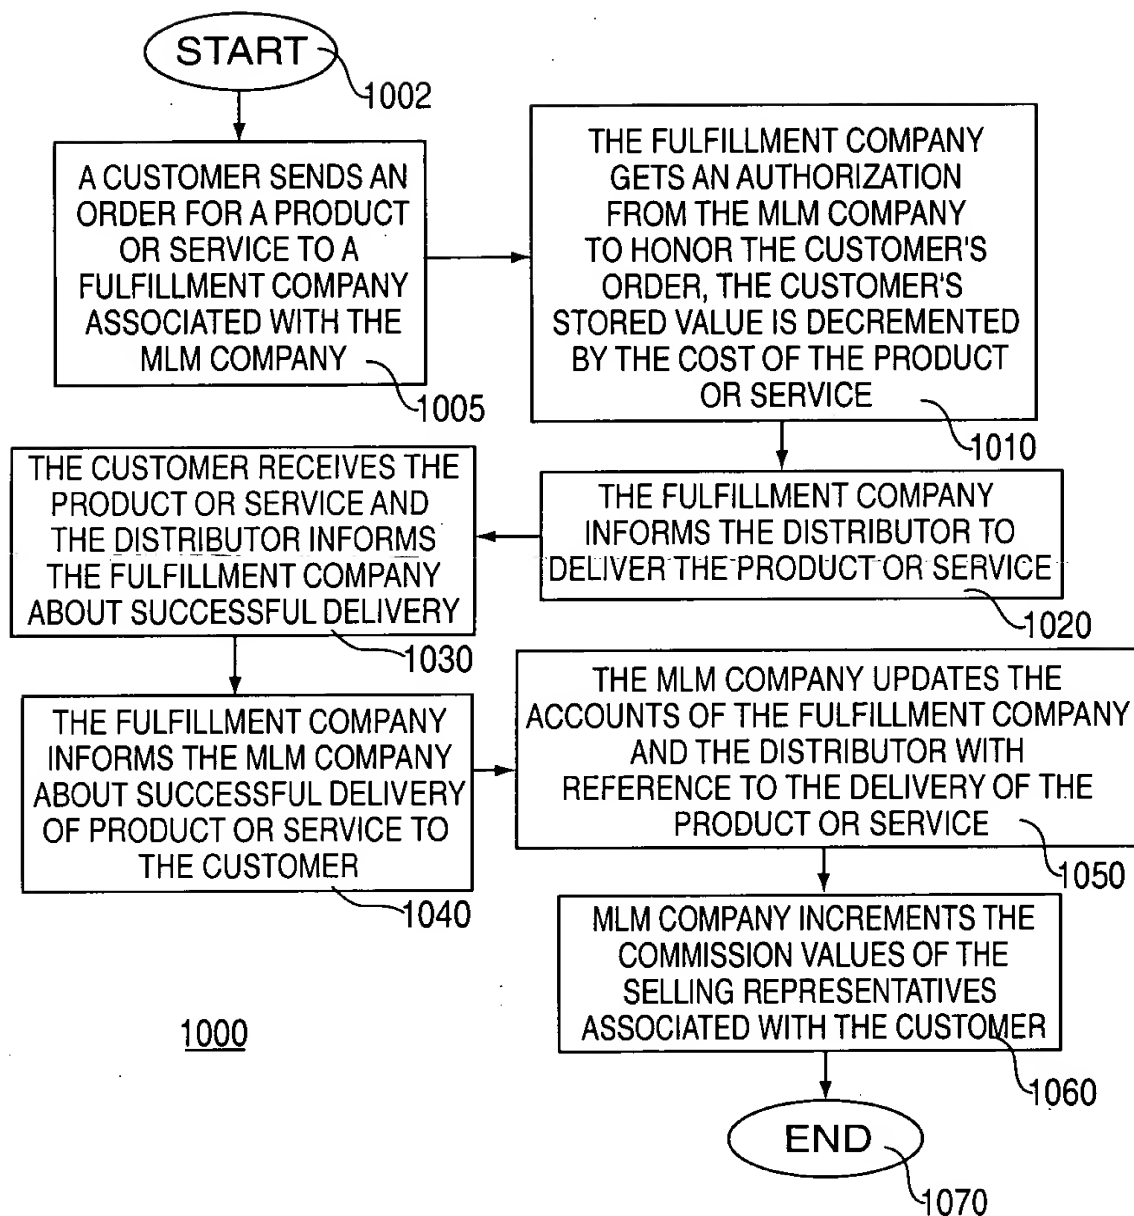 START
1002
A CUSTOMER SENDS AN
ORDER FOR A PRODUCT
OR SERVICE TO A
FULFILLMENT COMPANY
ASSOCIATED WITH THE
MLM COMPANY
1005
THE FULFILLMENT COMPANY
GETS AN AUTHORIZATION
FROM THE MLM COMPANY
TO HONOR THE CUSTOMER'S
ORDER, THE CUSTOMER'S
STORED VALUE IS DECREMENTED
BY THE COST OF THE PRODUCT
OR SERVICE
1010
THE FULFILLMENT COMPANY
INFORMS THE DISTRIBUTOR TO
DELIVER THE PRODUCT OR SERVICE
1020
THE CUSTOMER RECEIVES THE
PRODUCT OR SERVICE AND
THE DISTRIBUTOR INFORMS
THE FULFILLMENT COMPANY
ABOUT SUCCESSFUL DELIVERY
1030
THE FULFILLMENT COMPANY
INFORMS THE MLM COMPANY
ABOUT SUCCESSFUL DELIVERY
OF PRODUCT OR SERVICE TO
THE CUSTOMER
1040
THE MLM COMPANY UPDATES THE
ACCOUNTS OF THE FULFILLMENT COMPANY
AND THE DISTRIBUTOR WITH
REFERENCE TO THE DELIVERY OF THE
PRODUCT OR SERVICE
1050
MLM COMPANY INCREMENTS THE
COMMISSION VALUES OF THE
SELLING REPRESENTATIVES
ASSOCIATED WITH THE CUSTOMER
1060
END
1070
1000